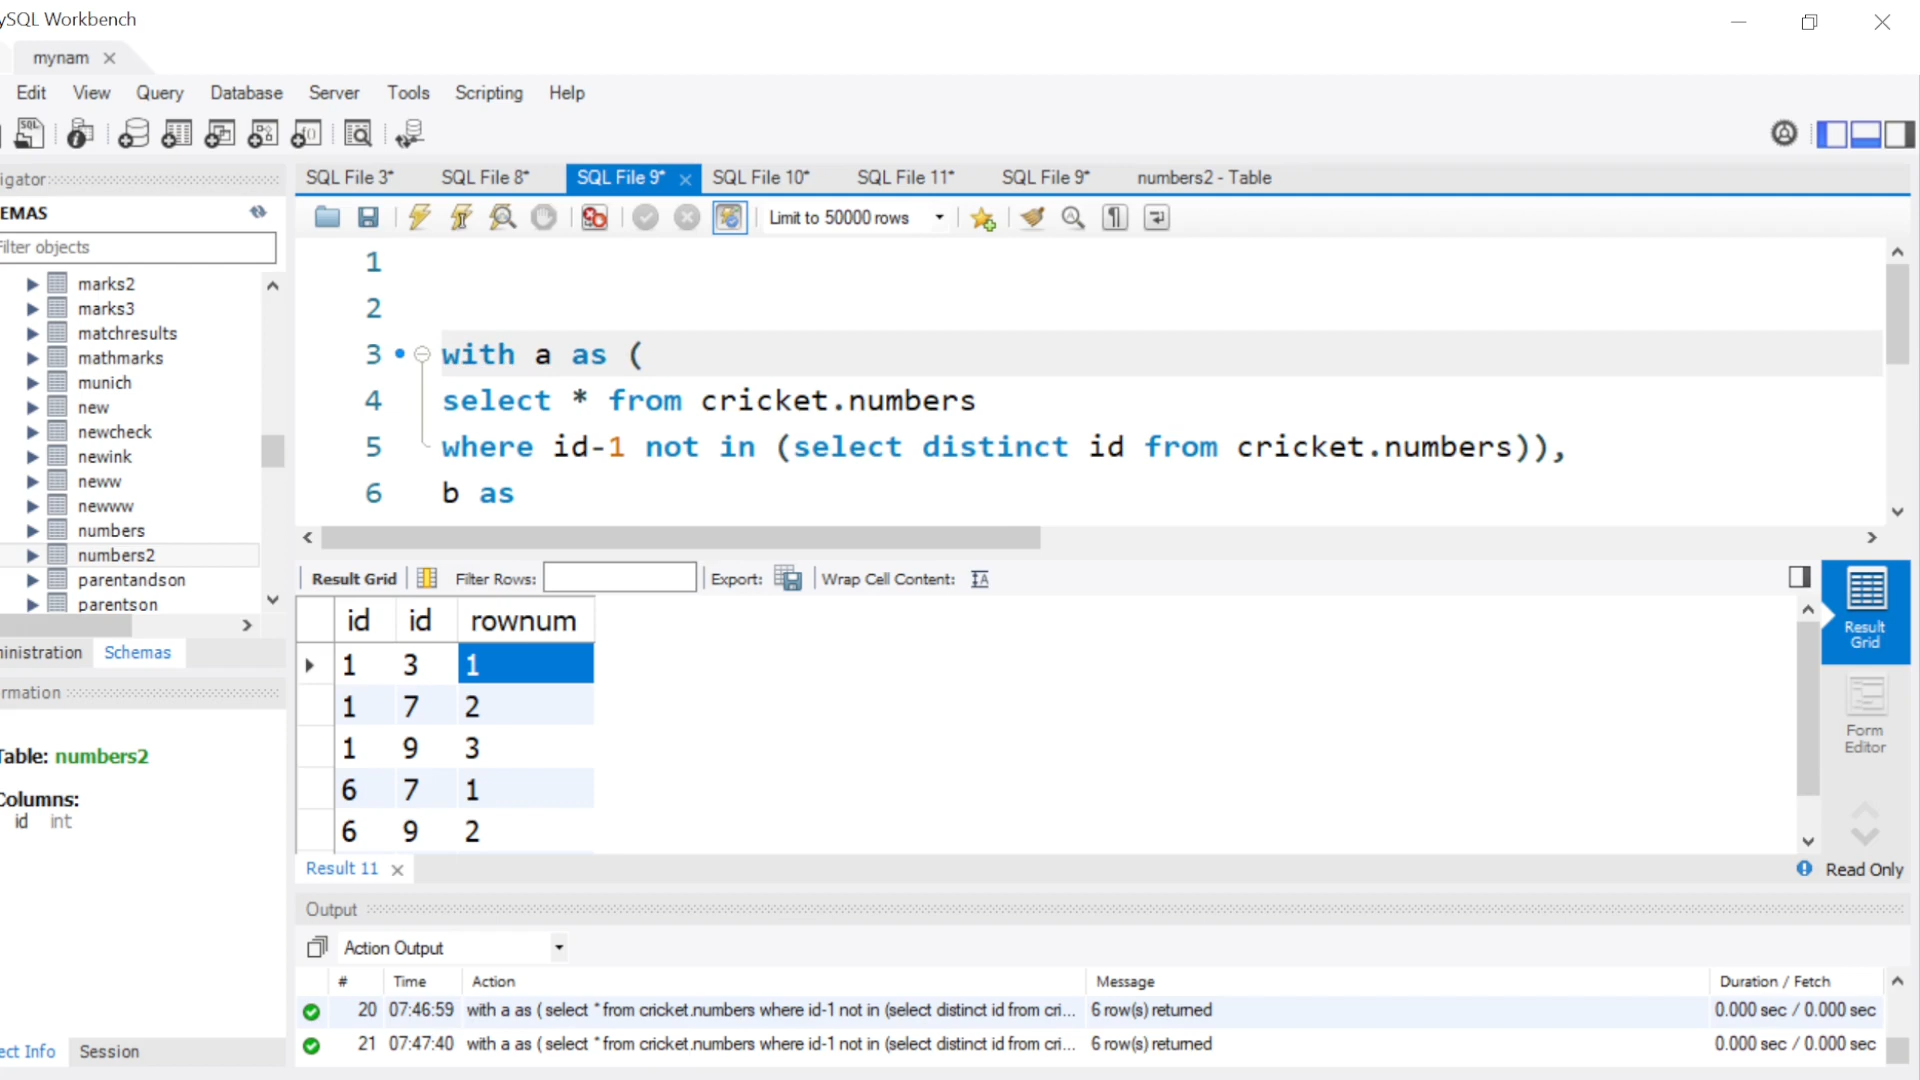 ySQL Workbench
mynam
Edit View Query Database Server Tools Scripting Help
SQL
igator
SQL File 3* SQL File 8* SQL File 9* SQL File 10* SQL File 11* SQL File 9* numbers2 - Table
EMAS
Limit to 50000 rows
Filter objects
marks2
marks3
matchresults
mathmarks
munich
new
newcheck
newink
neww
newww
numbers
numbers2
parentandson
parentson
1
2
3 with a as (
4 select * from cricket.numbers
5 where id-1 not in (select distinct id from cricket.numbers)),
6 b as
ministration Schemas
rmation
Table: numbers2
Columns:
id int
Result Grid Filter Rows: Export: Wrap Cell Content:
id id rownum
1 3 1
1 7 2
1 9 3
6 7 1
6 9 2
Result Grid
Form Editor
Result 11
Read Only
Output
Action Output
# Time Action Message Duration / Fetch
20 07:46:59 with a as ( select * from cricket.numbers where id-1 not in (select distinct id from cri... 6 row(s) returned 0.000 sec / 0.000 sec
21 07:47:40 with a as ( select * from cricket.numbers where id-1 not in (select distinct id from cri... 6 row(s) returned 0.000 sec / 0.000 sec
ect Info Session